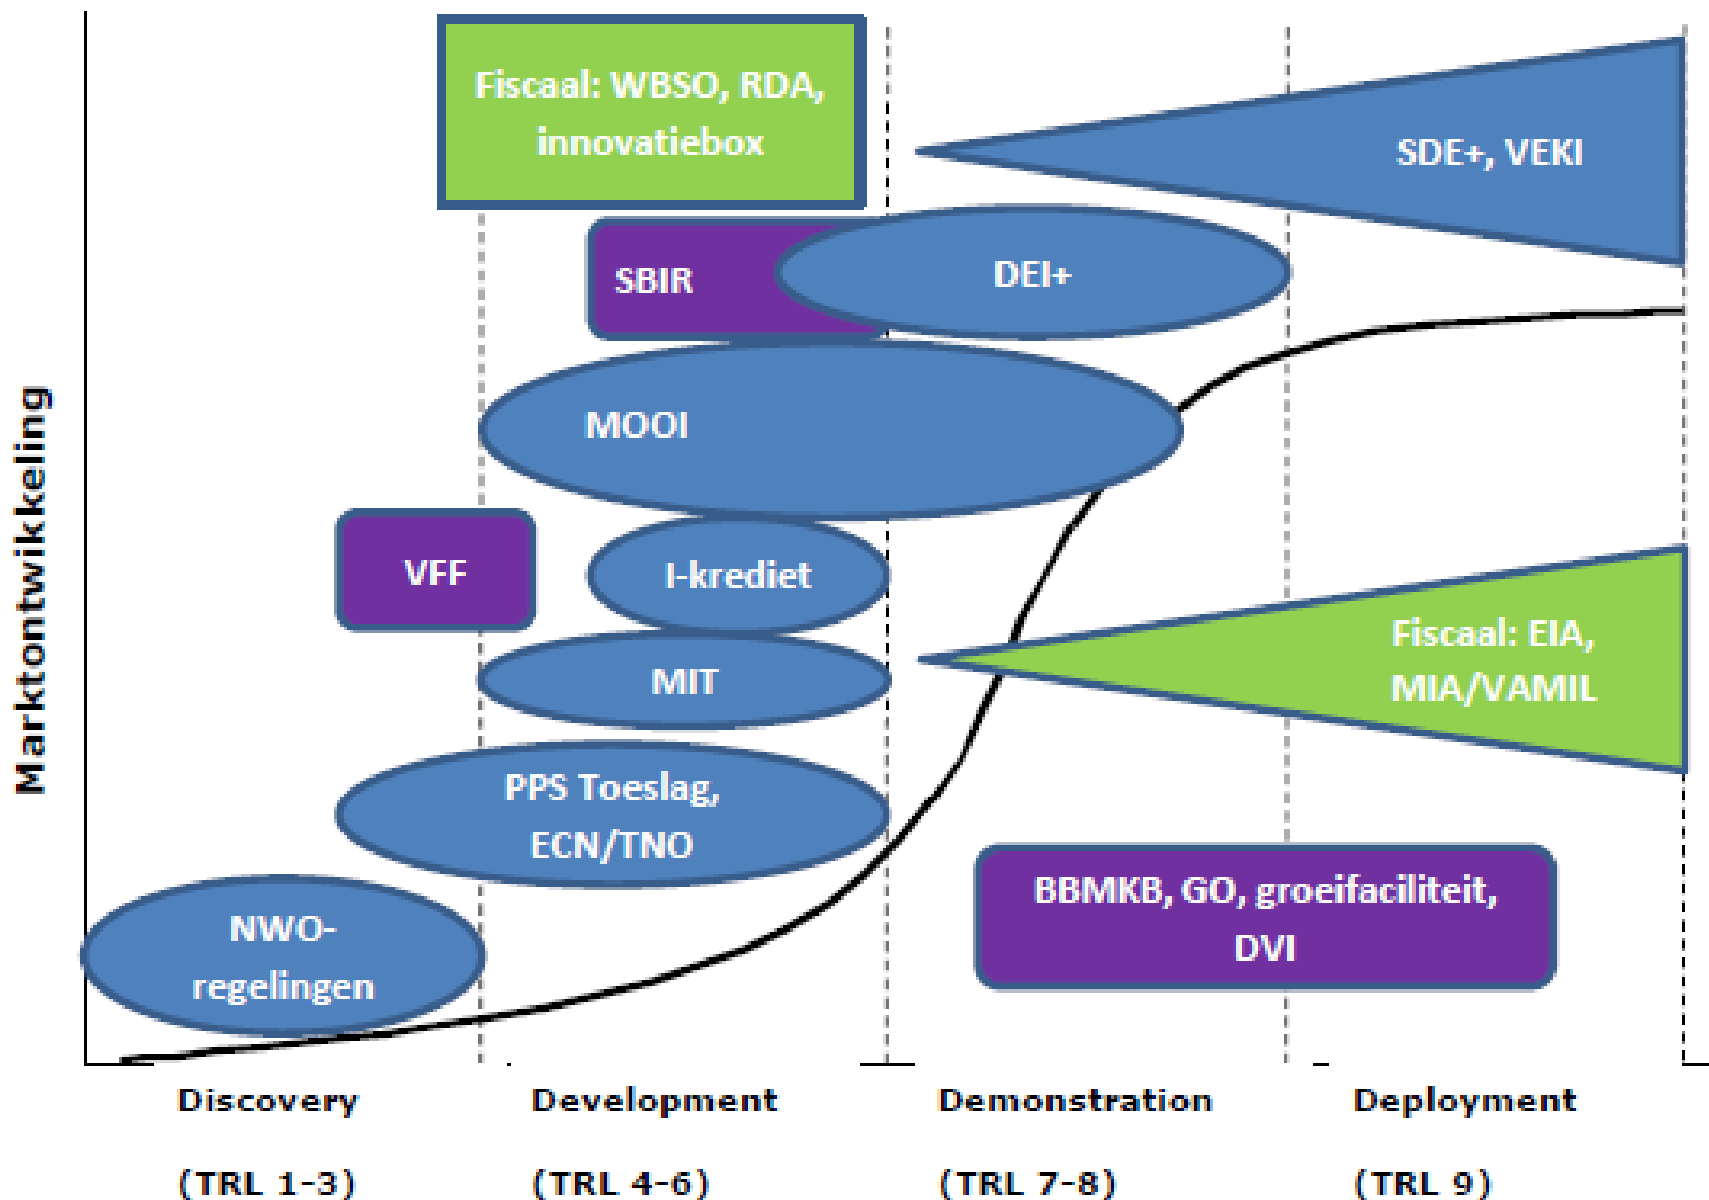 Fiscaal: WBSO, RDA,
innovatiebox
SDE+, VEKI
SBIR
DEI+
MOOI
Marktontwikkeling
VFF
I-krediet
Fiscaal: EIA,
MIA/VAMIL
MIT
PPS Toeslag,
ECN/TNO
BBMKB, GO, groeifaciliteit,
DVI
NWO-
regelingen
Discovery
Development
Demonstration
Deployment
(TRL 1-3)
(TRL 4-6)
(TRL 7-8)
(TRL 9)